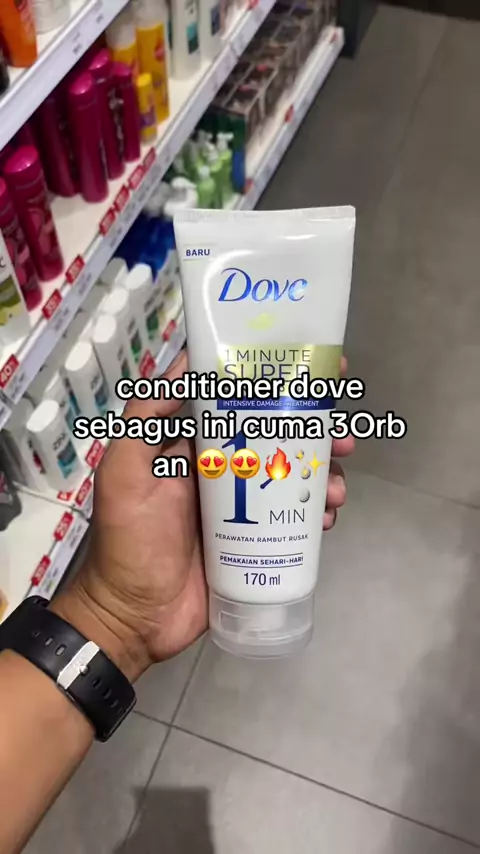 BARU
Dove
1 MINUTE
SUPER
conditioner dove
INTENSIVE DAMAGE TREATMENT
sebagus ini cuma 30rb
an 😍😍🔥✨
1
MIN
PERAWATAN RAMBUT RUSAK
PEMAKAIAN SEHARI-HARI
170 ml